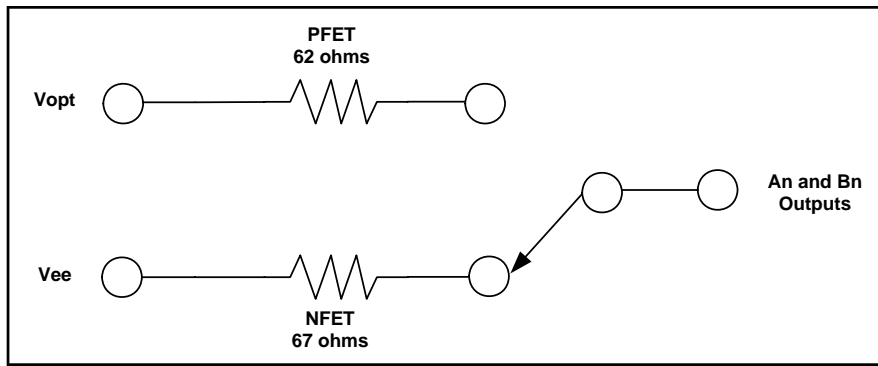 PFET
62 ohms
Vopt
An and Bn
Outputs
Vee
NFET
67 ohms